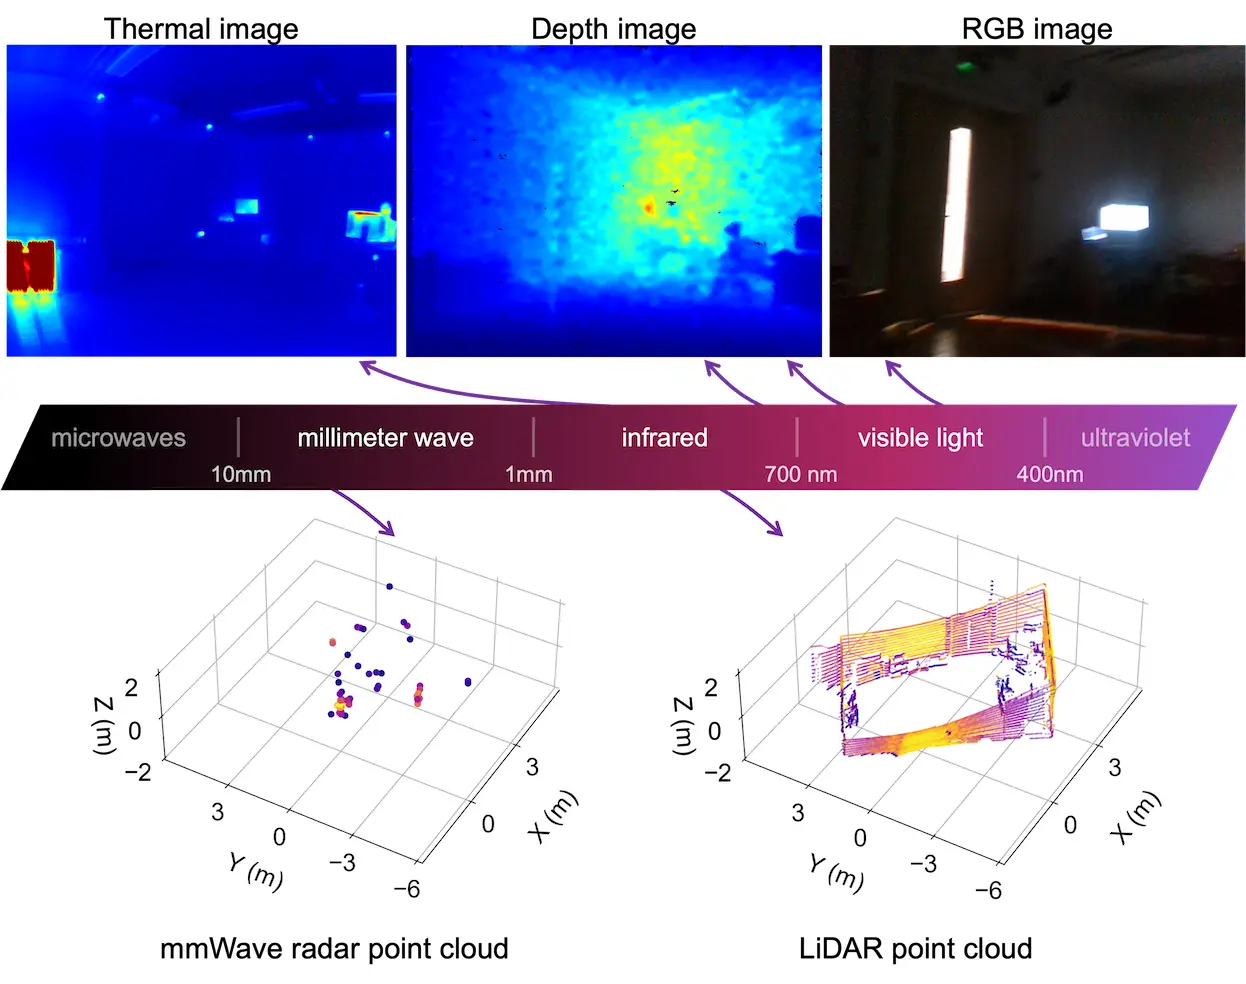 Thermal image
Depth image
RGB image
microwaves
millimeter wave
infrared
visible light
ultraviolet
10mm
1mm
700 nm
400nm
2
0
−2
Z (m)
3
0
−3
−6
Y (m)
3
0
X (m)
2
0
−2
Z (m)
3
0
−3
−6
Y (m)
3
0
X (m)
mmWave radar point cloud
LiDAR point cloud